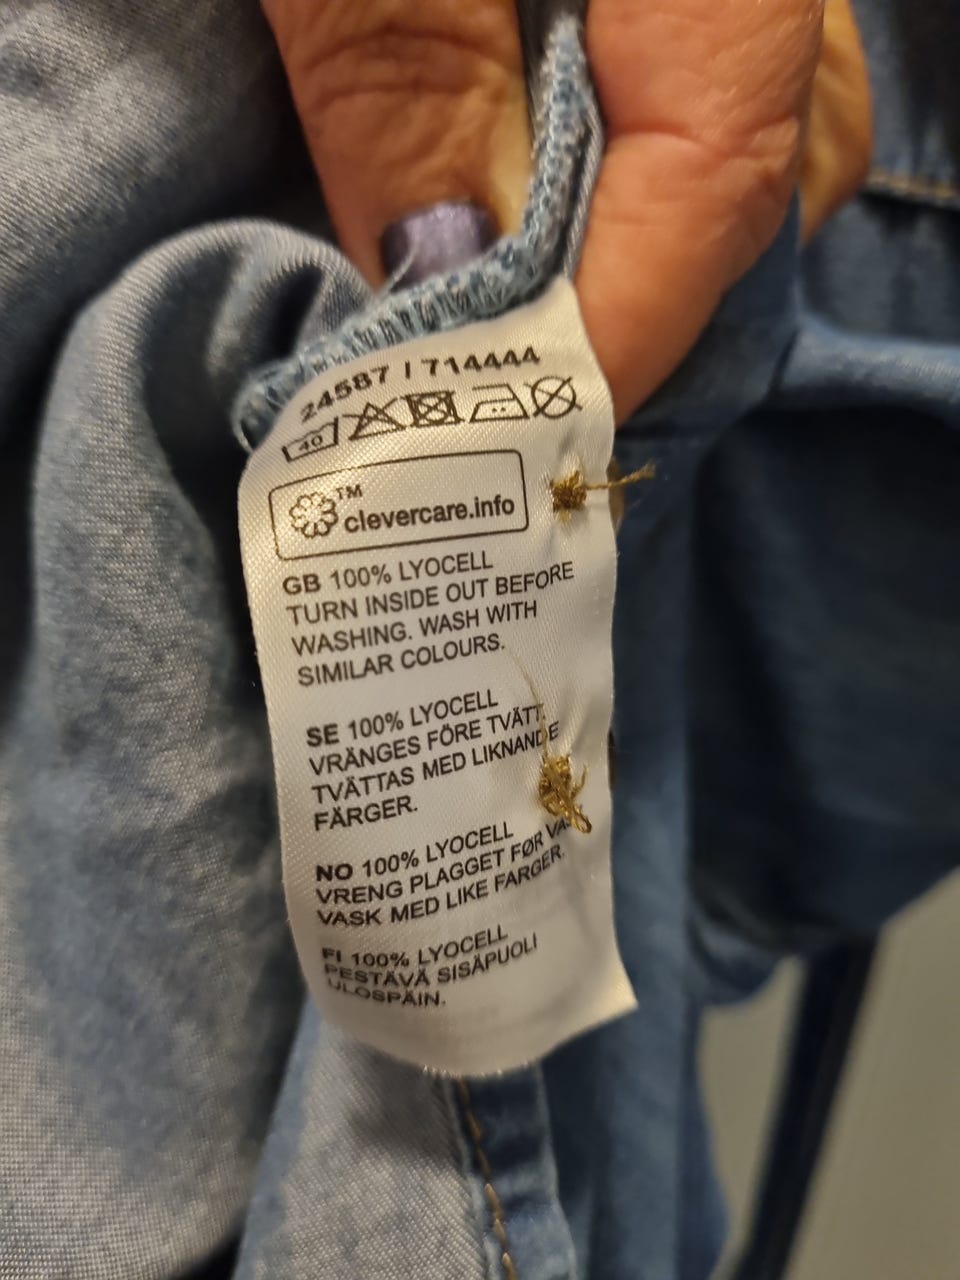 24587 | 714444
40
™
clevercare.info
GB 100% LYOCELL
TURN INSIDE OUT BEFORE
WASHING. WASH WITH
SIMILAR COLOURS.
SE 100% LYOCELL
VRÄNGES FÖRE TVÄTT.
TVÄTTAS MED LIKNANDE
FÄRGER.
NO 100% LYOCELL
VRENG PLAGGET FØR
VASK MED LIKE FARGER.
FI 100% LYOCELL
PESTÄVÄ SISÄPUOLI
ULOSPÄIN.